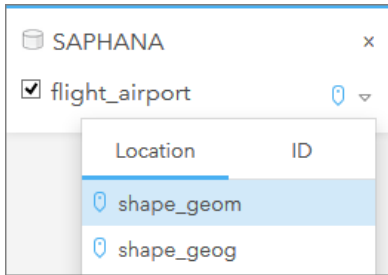 SAPHANA
flight_airport
Location ID
shape_geom
shape_geog